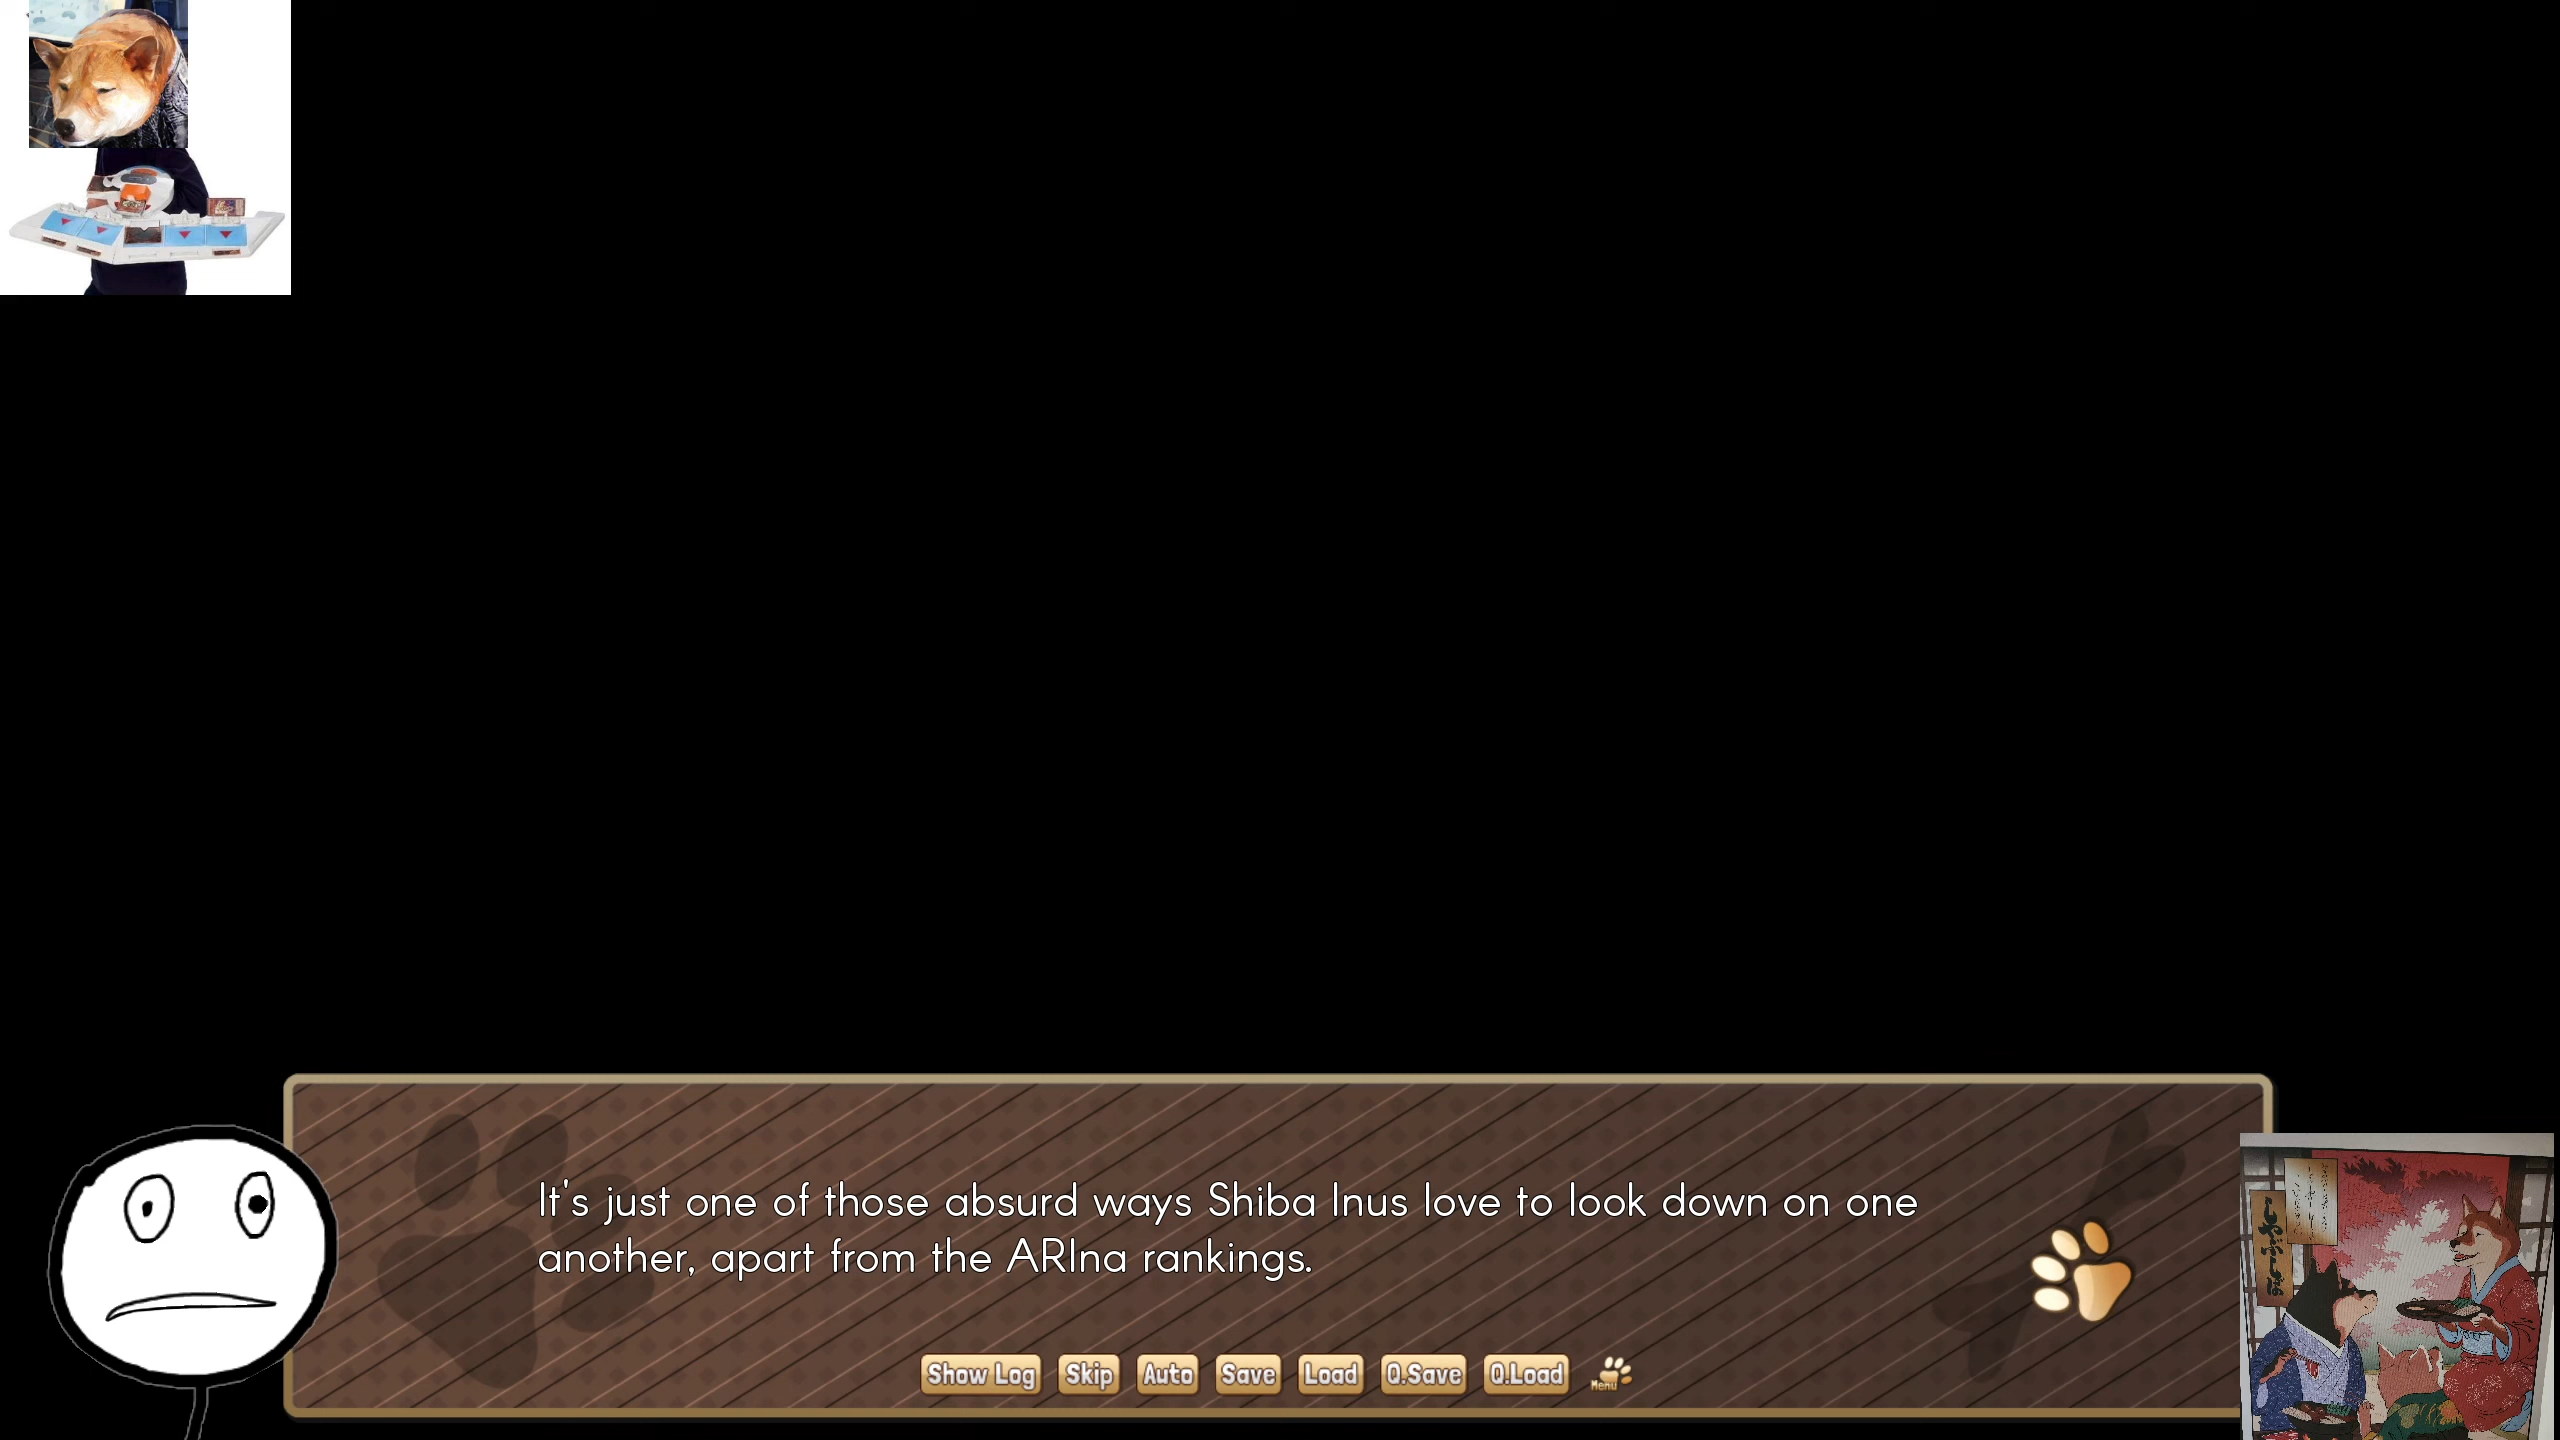 It's just one of those absurd ways Shiba Inus love to look down on one
another, apart from the ARIna rankings.
Show Log Skip Auto Save Load Q.Save Q.Load Menu